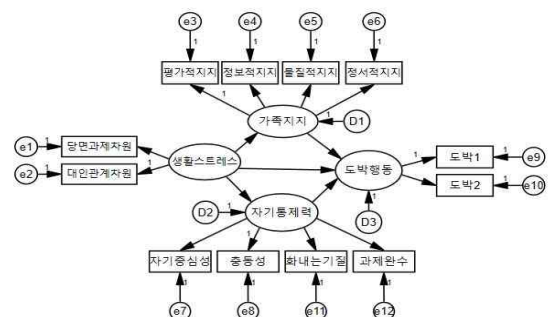 e3 e4 e5 e6
1 1 1 1
평가적지지 정보적지지 물질적지지 정서적지지
1
가족지지 1 D1
e1 1 당면과제차원
e2 1 대인관계차원 1
생활스트레스
도박행동
1 도박1 1 e9
도박2 1 e10
D2 1 자기통제력
1 D3
1
자기중심성 충동성 화내는기질 과제완수
1 1 1 1
e7 e8 e11 e12